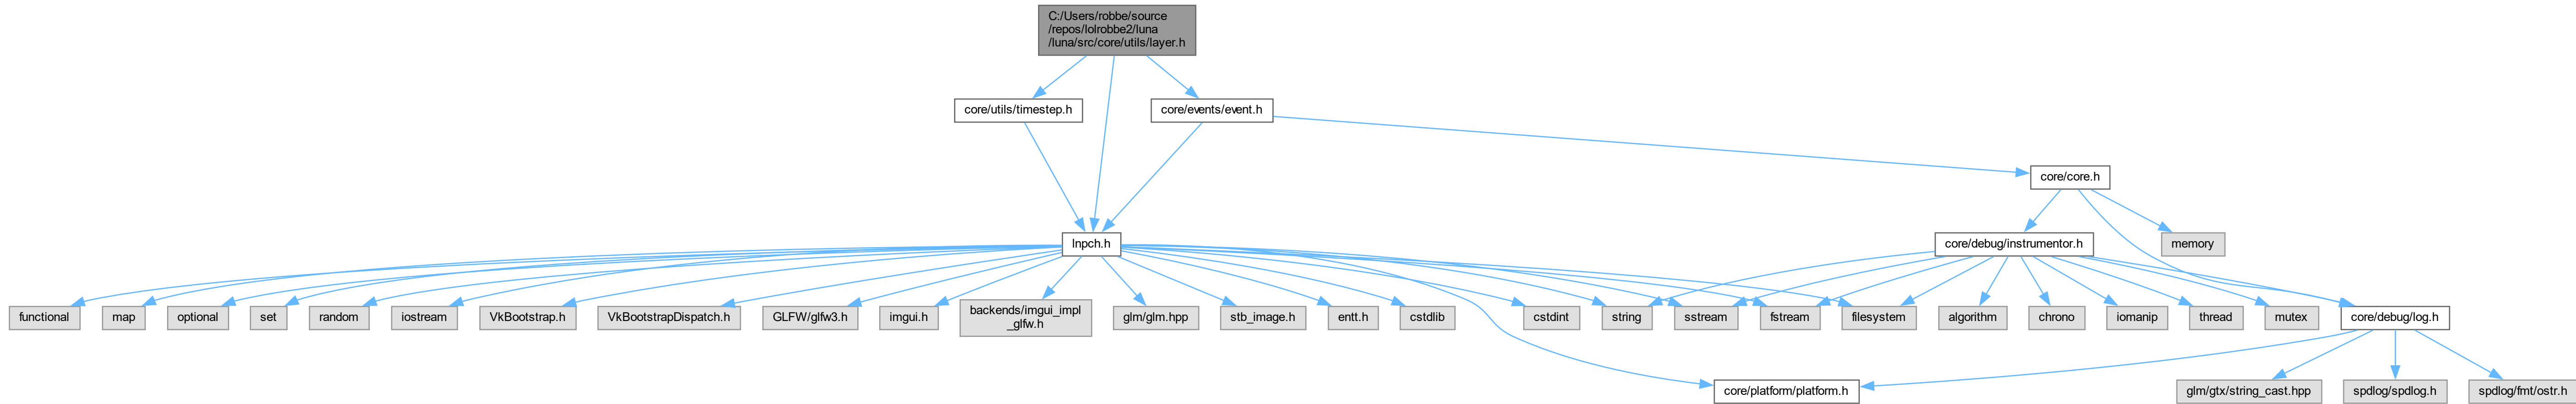 C:/Users/robbe/source
/repos/lolrobbe2/luna
/luna/src/core/utils/layer.h
core/utils/timestep.h
core/events/event.h
core/core.h
lnpch.h
core/debug/instrumentor.h
memory
functional
map
optional
set
random
iostream
VkBootstrap.h
VkBootstrapDispatch.h
GLFW/glfw3.h
imgui.h
backends/imgui_impl
_glfw.h
glm/glm.hpp
stb_image.h
entt.h
cstdlib
cstdint
string
sstream
fstream
filesystem
algorithm
chrono
iomanip
thread
mutex
core/debug/log.h
core/platform/platform.h
glm/gtx/string_cast.hpp
spdlog/spdlog.h
spdlog/fmt/ostr.h